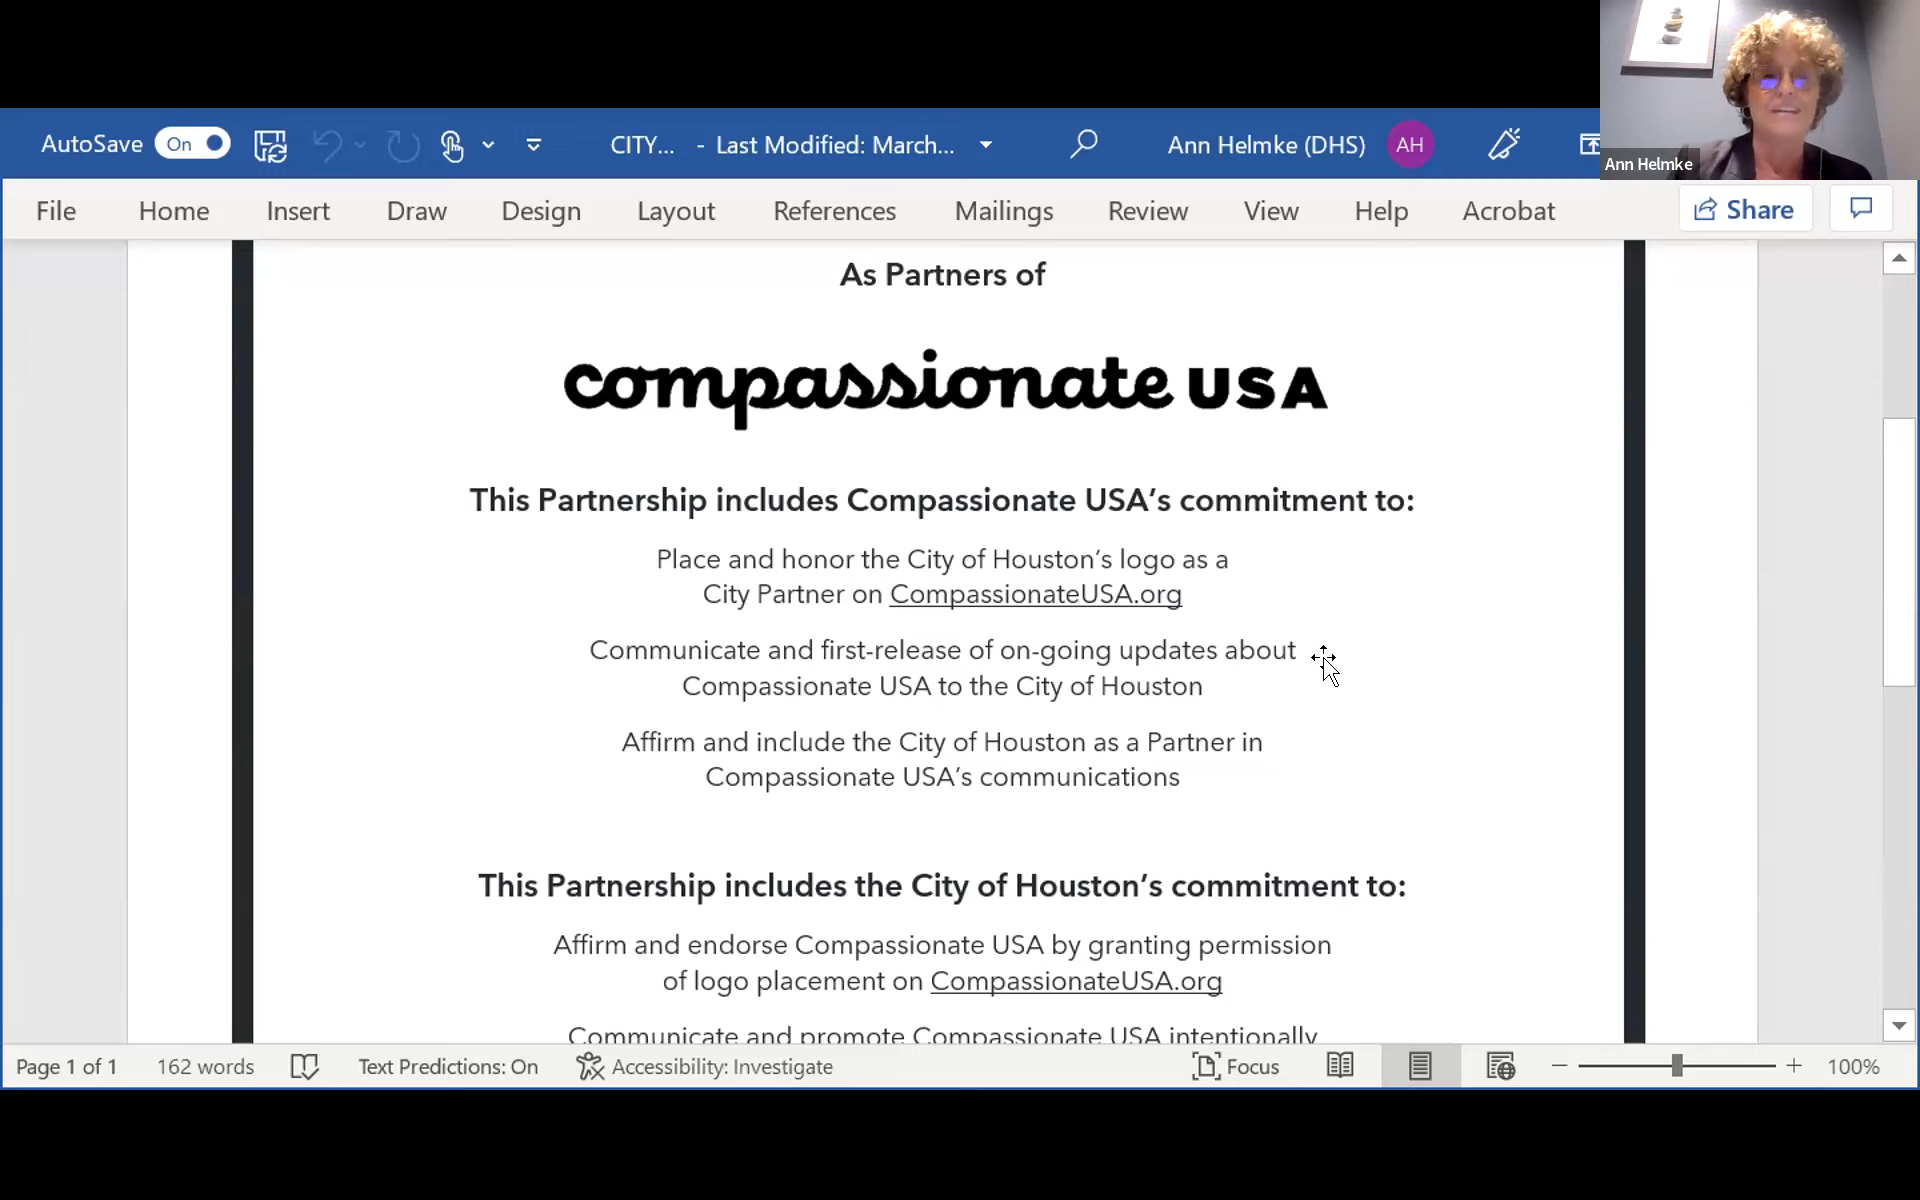 Ann Helmke
AutoSave On CITY... - Last Modified: March... Ann Helmke (DHS) AH
File Home Insert Draw Design Layout References Mailings Review View Help Acrobat Share
As Partners of
compassionate USA
This Partnership includes Compassionate USA’s commitment to:
Place and honor the City of Houston’s logo as a
City Partner on CompassionateUSA.org
Communicate and first-release of on-going updates about
Compassionate USA to the City of Houston
Affirm and include the City of Houston as a Partner in
Compassionate USA’s communications
This Partnership includes the City of Houston’s commitment to:
Affirm and endorse Compassionate USA by granting permission
of logo placement on CompassionateUSA.org
Communicate and promote Compassionate USA intentionally
Page 1 of 1 162 words Text Predictions: On Accessibility: Investigate Focus 100%